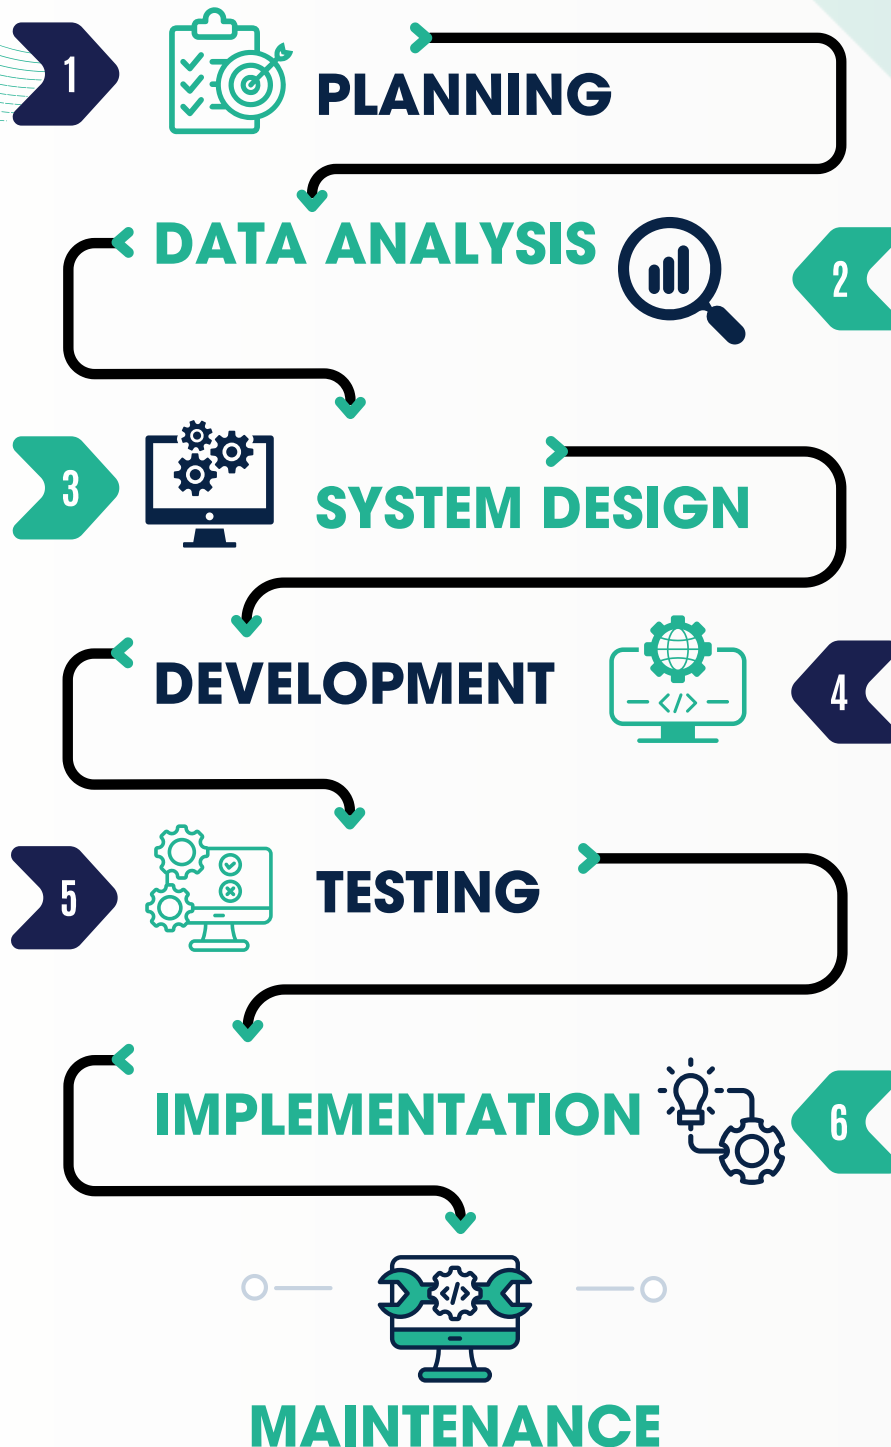 1
PLANNING
DATA ANALYSIS
2
3
SYSTEM DESIGN
</>
DEVELOPMENT
4
5
TESTING
IMPLEMENTATION
6
</>
MAINTENANCE